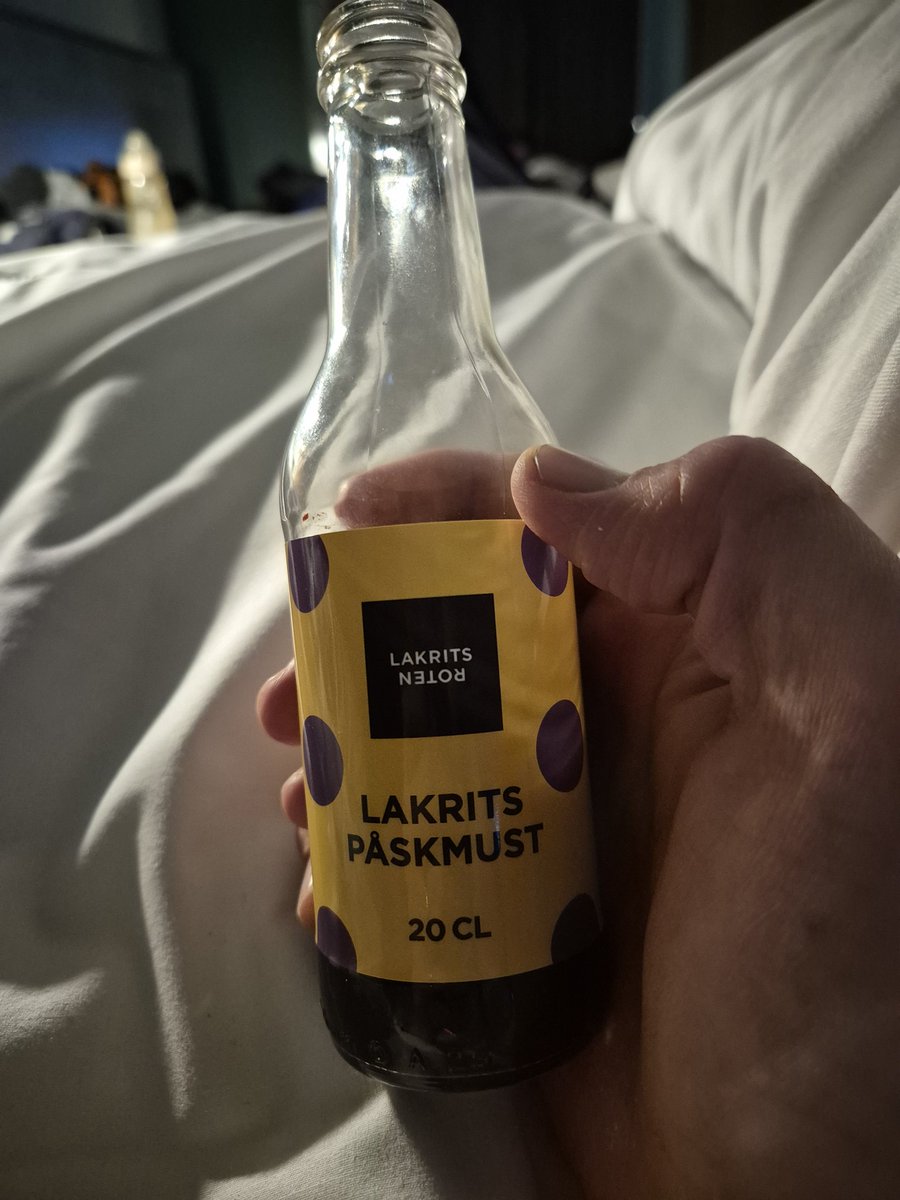 LAKRITS
ROTEN
LAKRITS
PÅSKMUST
20 CL